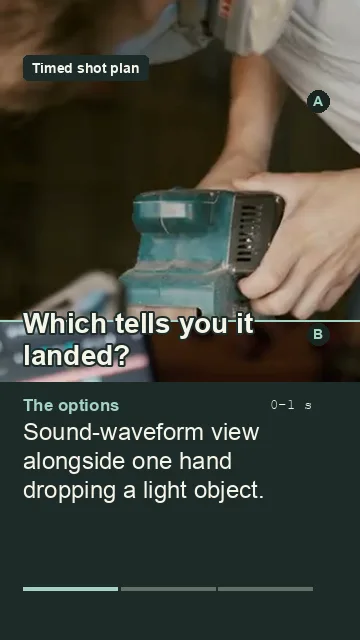 Timed shot plan
A
Which tells you it
landed?
B
The options
0–1 s
Sound-waveform view
alongside one hand
dropping a light object.